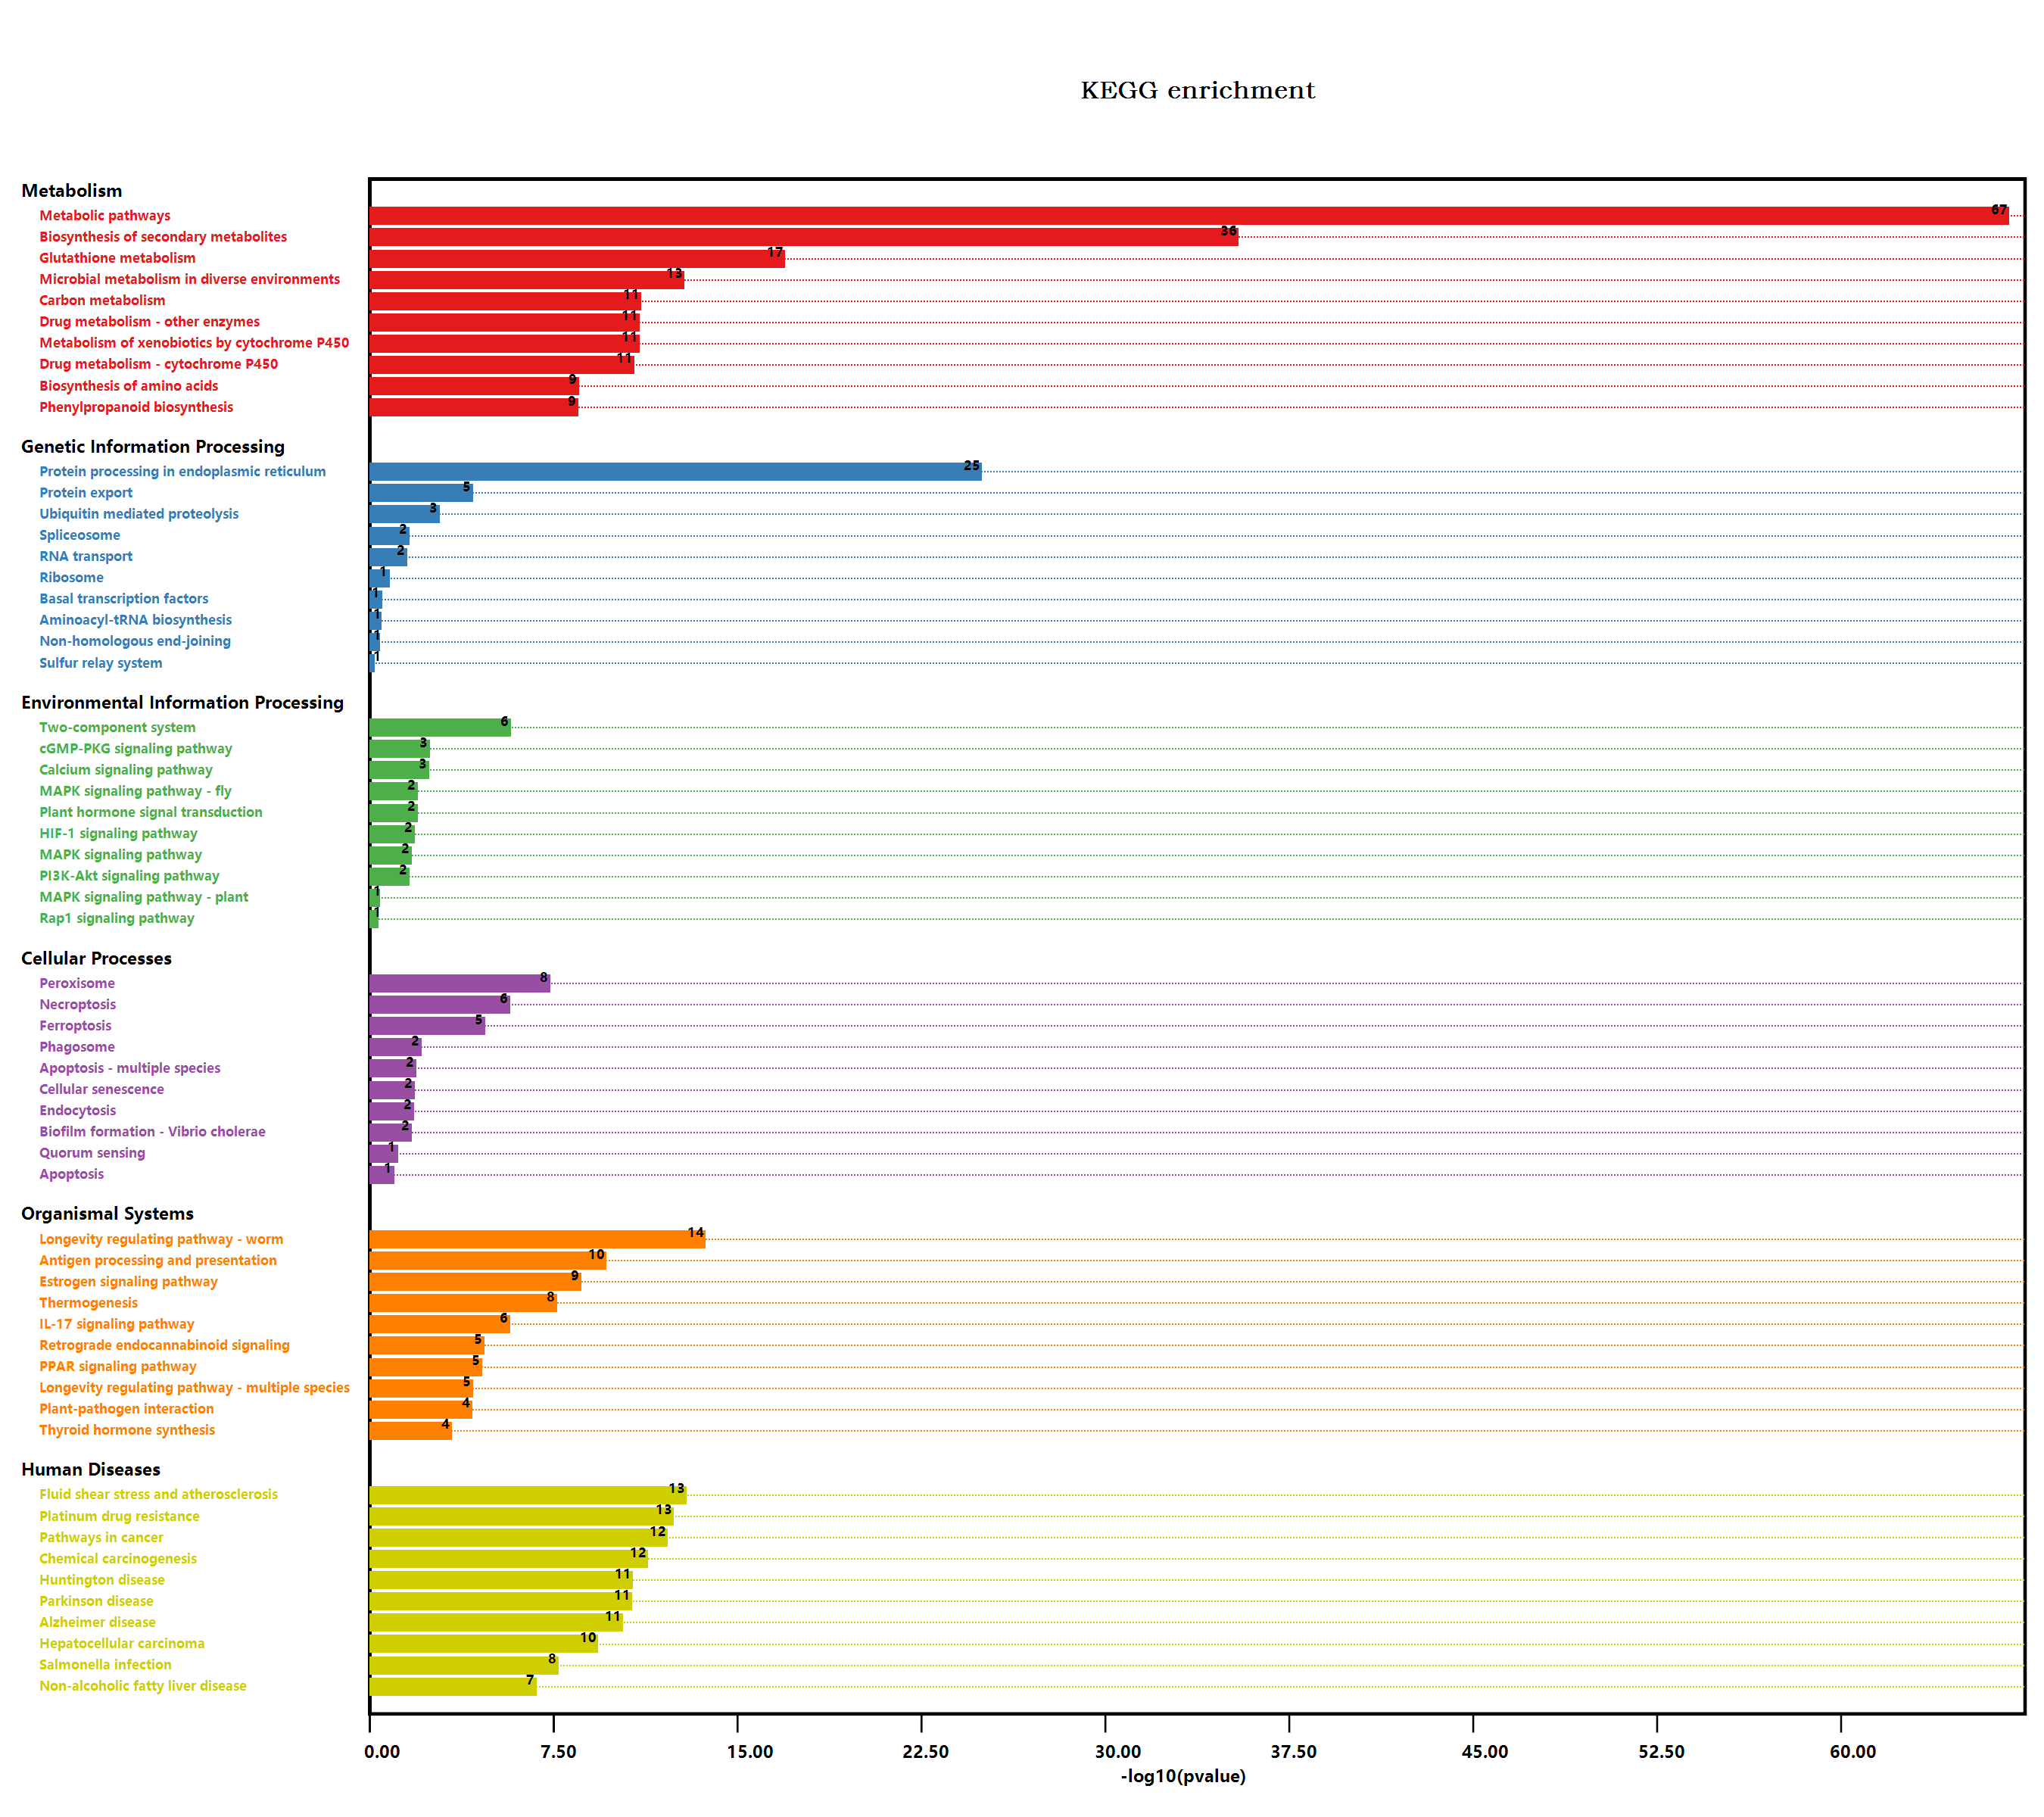 KEGG enrichment
Metabolism
Metabolic pathways 67
Biosynthesis of secondary metabolites 36
Glutathione metabolism 17
Microbial metabolism in diverse environments 13
Carbon metabolism 11
Drug metabolism - other enzymes 11
Metabolism of xenobiotics by cytochrome P450 11
Drug metabolism - cytochrome P450 11
Biosynthesis of amino acids 9
Phenylpropanoid biosynthesis 9
Genetic Information Processing
Protein processing in endoplasmic reticulum 25
Protein export 5
Ubiquitin mediated proteolysis 3
Spliceosome 2
RNA transport 2
Ribosome 1
Basal transcription factors 1
Aminoacyl-tRNA biosynthesis 1
Non-homologous end-joining 1
Sulfur relay system 1
Environmental Information Processing
Two-component system 6
cGMP-PKG signaling pathway 3
Calcium signaling pathway 3
MAPK signaling pathway - fly 2
Plant hormone signal transduction 2
HIF-1 signaling pathway 2
MAPK signaling pathway 2
PI3K-Akt signaling pathway 2
MAPK signaling pathway - plant 1
Rap1 signaling pathway 1
Cellular Processes
Peroxisome 8
Necroptosis 6
Ferroptosis 5
Phagosome 2
Apoptosis - multiple species 2
Cellular senescence 2
Endocytosis 2
Biofilm formation - Vibrio cholerae 2
Quorum sensing 1
Apoptosis 1
Organismal Systems
Longevity regulating pathway - worm 14
Antigen processing and presentation 10
Estrogen signaling pathway 9
Thermogenesis 8
IL-17 signaling pathway 6
Retrograde endocannabinoid signaling 5
PPAR signaling pathway 5
Longevity regulating pathway - multiple species 5
Plant-pathogen interaction 4
Thyroid hormone synthesis 4
Human Diseases
Fluid shear stress and atherosclerosis 13
Platinum drug resistance 13
Pathways in cancer 12
Chemical carcinogenesis 12
Huntington disease 11
Parkinson disease 11
Alzheimer disease 11
Hepatocellular carcinoma 10
Salmonella infection 8
Non-alcoholic fatty liver disease 7
0.00 7.50 15.00 22.50 30.00 37.50 45.00 52.50 60.00
-log10(pvalue)